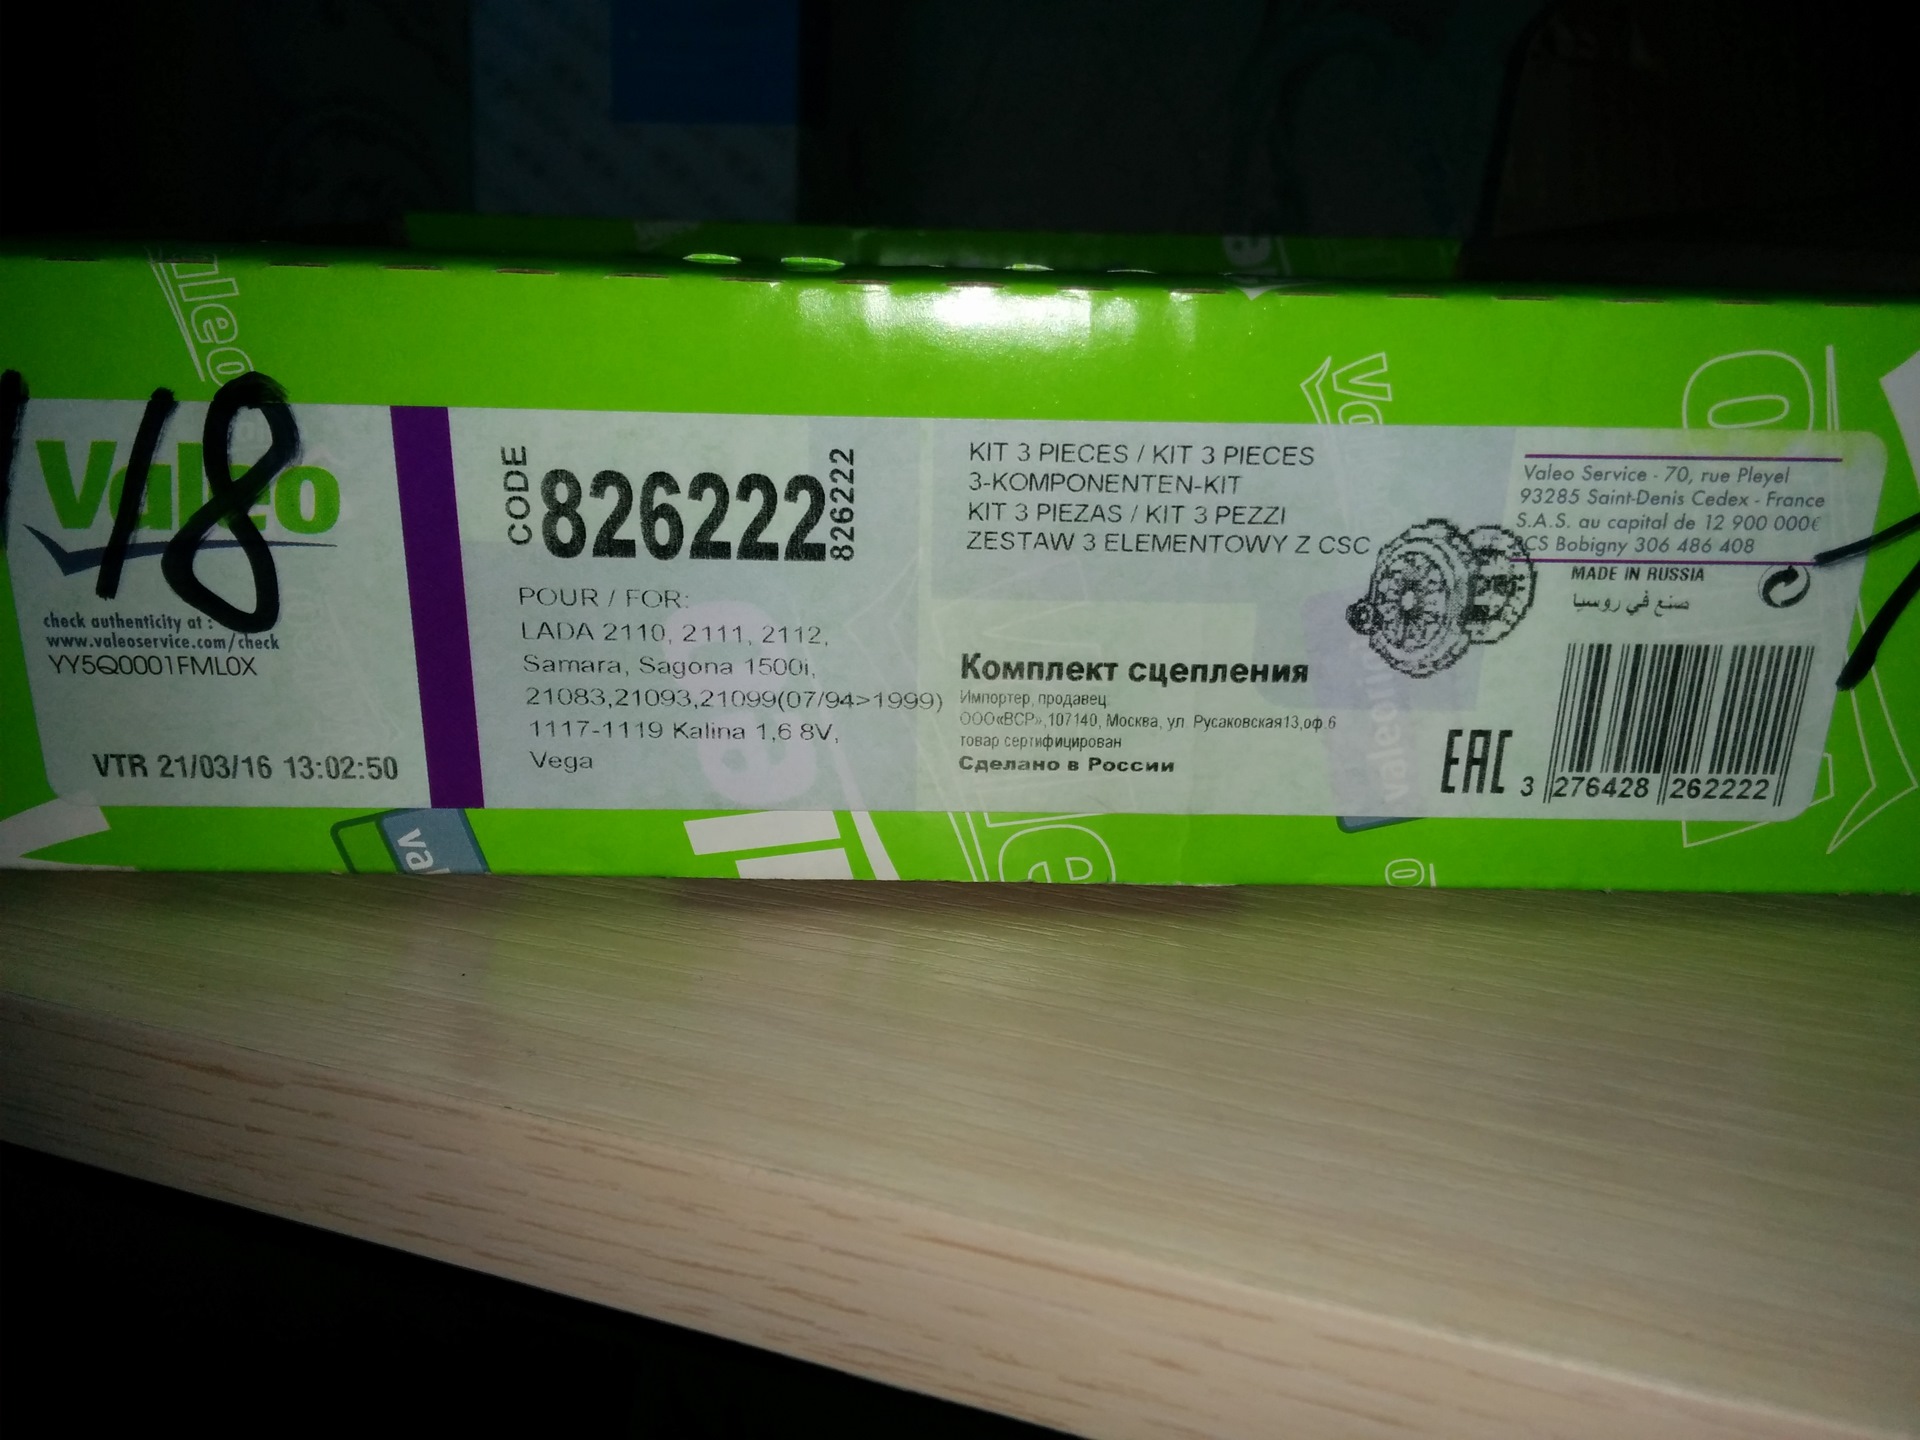 118
Valeo
check authenticity at :
www.valeoservice.com/check
YY5Q0001FML0X
VTR 21/03/16 13:02:50
CODE 826222 826222
POUR / FOR:
LADA 2110, 2111, 2112,
Samara, Sagona 1500i,
21083,21093,21099(07/94>1999)
1117-1119 Kalina 1,6 8V,
Vega
KIT 3 PIECES / KIT 3 PIECES
3-KOMPONENTEN-KIT
KIT 3 PIEZAS / KIT 3 PEZZI
ZESTAW 3 ELEMENTOWY Z CSC
Комплект сцепления
Импортер, продавец
ООО«ВСР»,107140, Москва, ул. Русаковская13,оф.6
товар сертифицирован
Сделано в России
Valeo Service - 70, rue Pleyel
93285 Saint-Denis Cedex - France
S.A.S. au capital de 12 900 000€
RCS Bobigny 306 486 408
MADE IN RUSSIA
صنع في روسيا
EAC
3 276428 262222